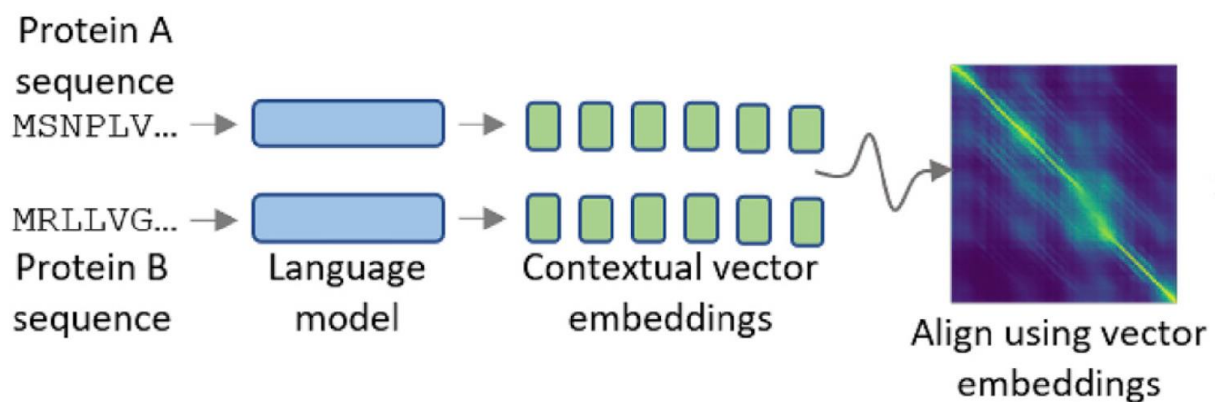 Protein A
sequence
MSNPLV...
MRLLVG...
Protein B
sequence
Language
model
Contextual vector
embeddings
Align using vector
embeddings